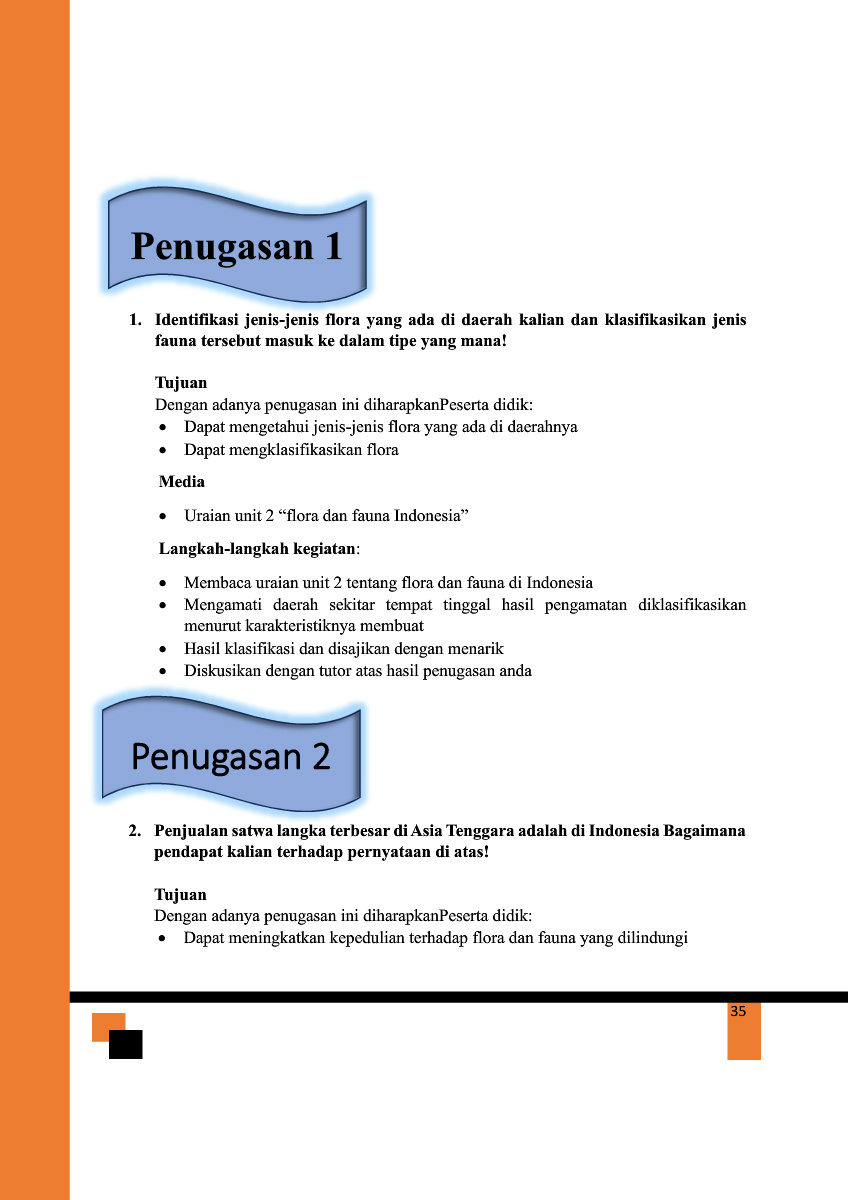 Penugasan 1
1. Identifikasi jenis-jenis flora yang ada di daerah kalian dan klasifikasikan jenis
fauna tersebut masuk ke dalam tipe yang mana!
Tujuan
Dengan adanya penugasan ini diharapkanPeserta didik:
• Dapat mengetahui jenis-jenis flora yang ada di daerahnya
• Dapat mengklasifikasikan flora
Media
• Uraian unit 2 “flora dan fauna Indonesia”
Langkah-langkah kegiatan:
• Membaca uraian unit 2 tentang flora dan fauna di Indonesia
• Mengamati daerah sekitar tempat tinggal hasil pengamatan diklasifikasikan
menurut karakteristiknya membuat
• Hasil klasifikasi dan disajikan dengan menarik
• Diskusikan dengan tutor atas hasil penugasan anda
Penugasan 2
2. Penjualan satwa langka terbesar di Asia Tenggara adalah di Indonesia Bagaimana
pendapat kalian terhadap pernyataan di atas!
Tujuan
Dengan adanya penugasan ini diharapkanPeserta didik:
• Dapat meningkatkan kepedulian terhadap flora dan fauna yang dilindungi
35